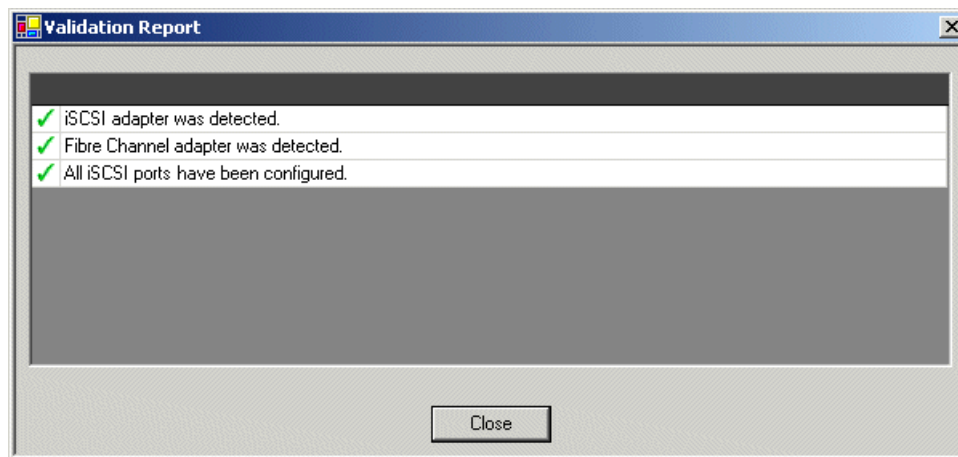 Validation Report
iSCSI adapter was detected.
Fibre Channel adapter was detected.
All iSCSI ports have been configured.
Close